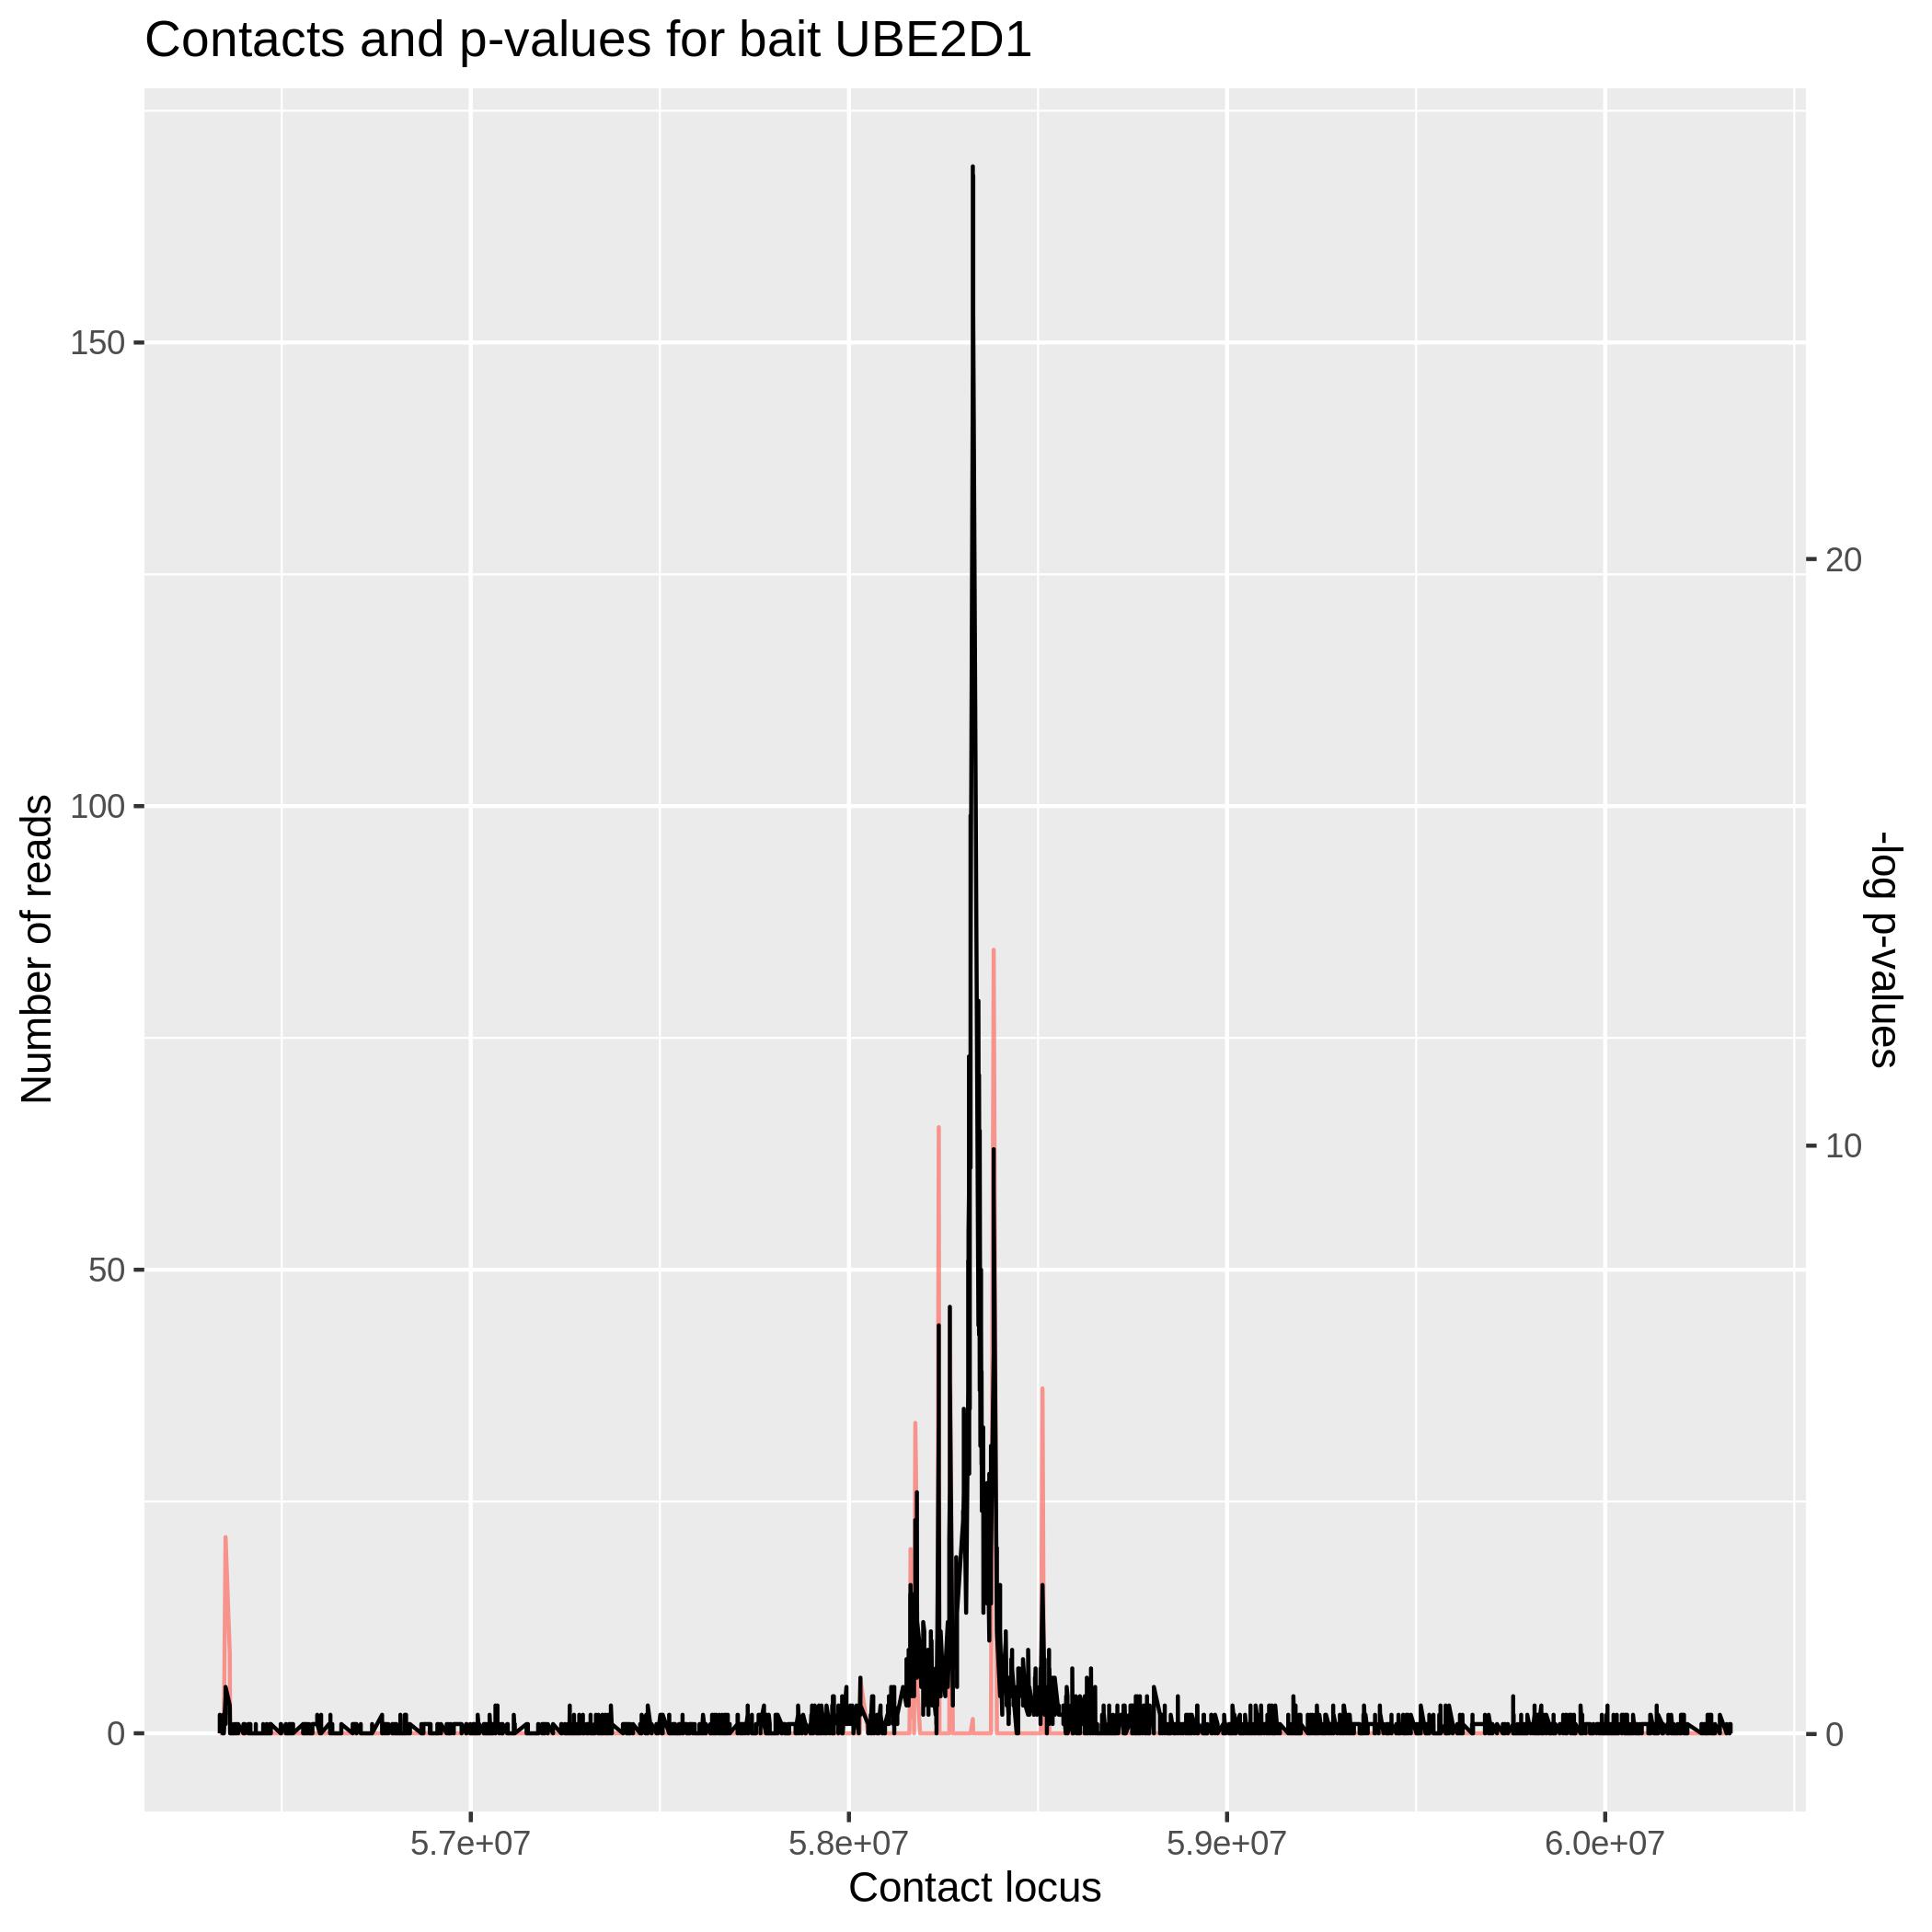 Contacts and p-values for bait UBE2D1
Number of reads
150
100
50
0
20
10
0
-log p-values
5.7e+07 5.8e+07 5.9e+07 6.0e+07
Contact locus